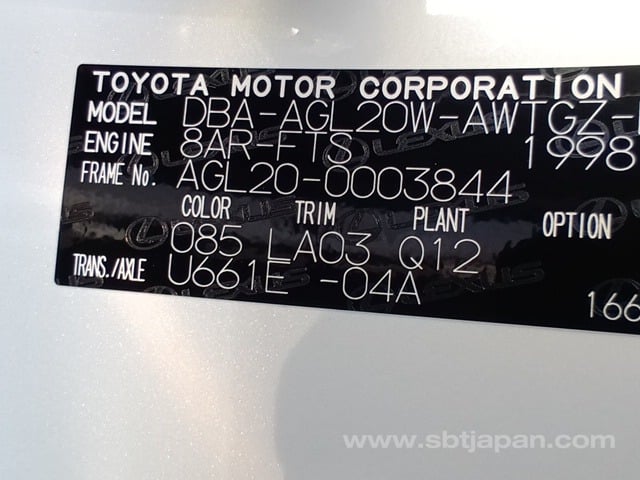 TOYOTA MOTOR CORPORATION
MODEL DBA-AGL20W-AWTGZ-
ENGINE 8AR-FTS 1998
FRAME No. AGL20-0003844
COLOR TRIM PLANT OPTION
085 LA03 Q12
TRANS./AXLE U661E -04A
166
www.sbtjapan.com